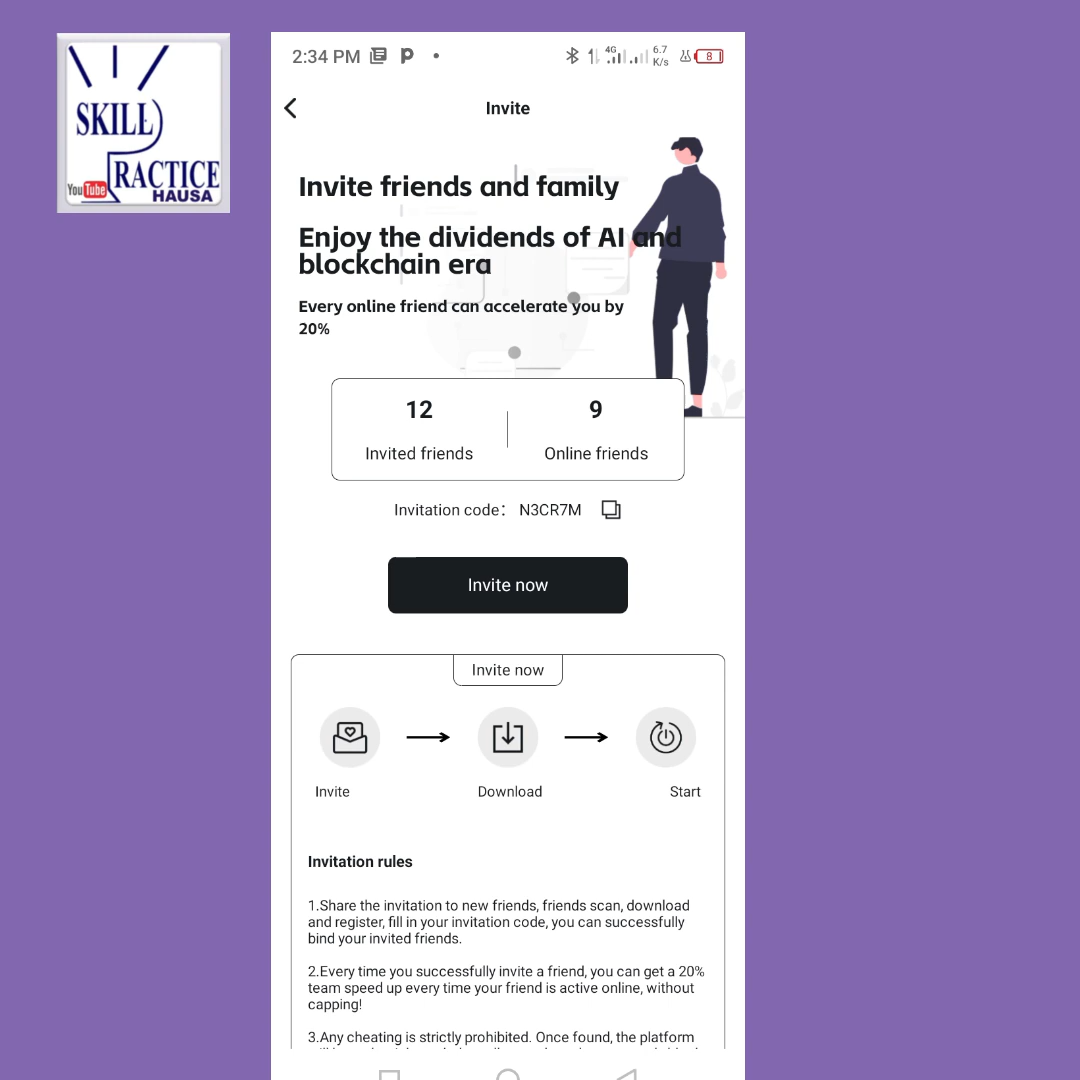 SKILL
PRACTICE
YouTube
HAUSA
2:34 PM
4G
6.7
K/s
8
Invite
Invite friends and family
Enjoy the dividends of AI and
blockchain era
Every online friend can accelerate you by
20%
12
9
Invited friends
Online friends
Invitation code: N3CR7M
Invite now
Invite now
Invite
Download
Start
Invitation rules
1.Share the invitation to new friends, friends scan, download
and register, fill in your invitation code, you can successfully
bind your invited friends.
2.Every time you successfully invite a friend, you can get a 20%
team speed up every time your friend is active online, without
capping!
3.Any cheating is strictly prohibited. Once found, the platform